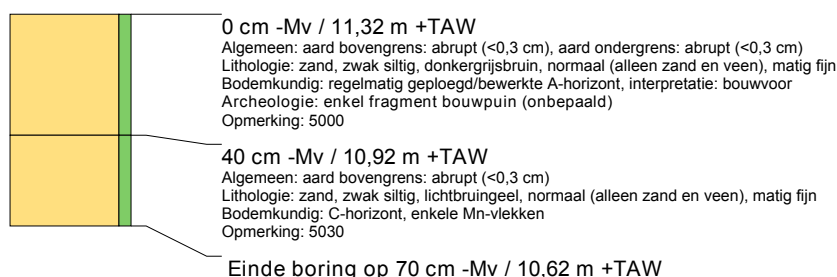 0 cm -Mv / 11,32 m +TAW
Algemeen: aard bovengrens: abrupt (<0,3 cm), aard ondergrens: abrupt (<0,3 cm)
Lithologie: zand, zwak siltig, donkergrijsbruin, normaal (alleen zand en veen), matig fijn
Bodemkundig: regelmatig geploegd/bewerkte A-horizont, interpretatie: bouwvoor
Archeologie: enkel fragment bouwpuin (onbepaald)
Opmerking: 5000
40 cm -Mv / 10,92 m +TAW
Algemeen: aard bovengrens: abrupt (<0,3 cm)
Lithologie: zand, zwak siltig, lichtbruingeel, normaal (alleen zand en veen), matig fijn
Bodemkundig: C-horizont, enkele Mn-vlekken
Opmerking: 5030
Einde boring op 70 cm -Mv / 10,62 m +TAW